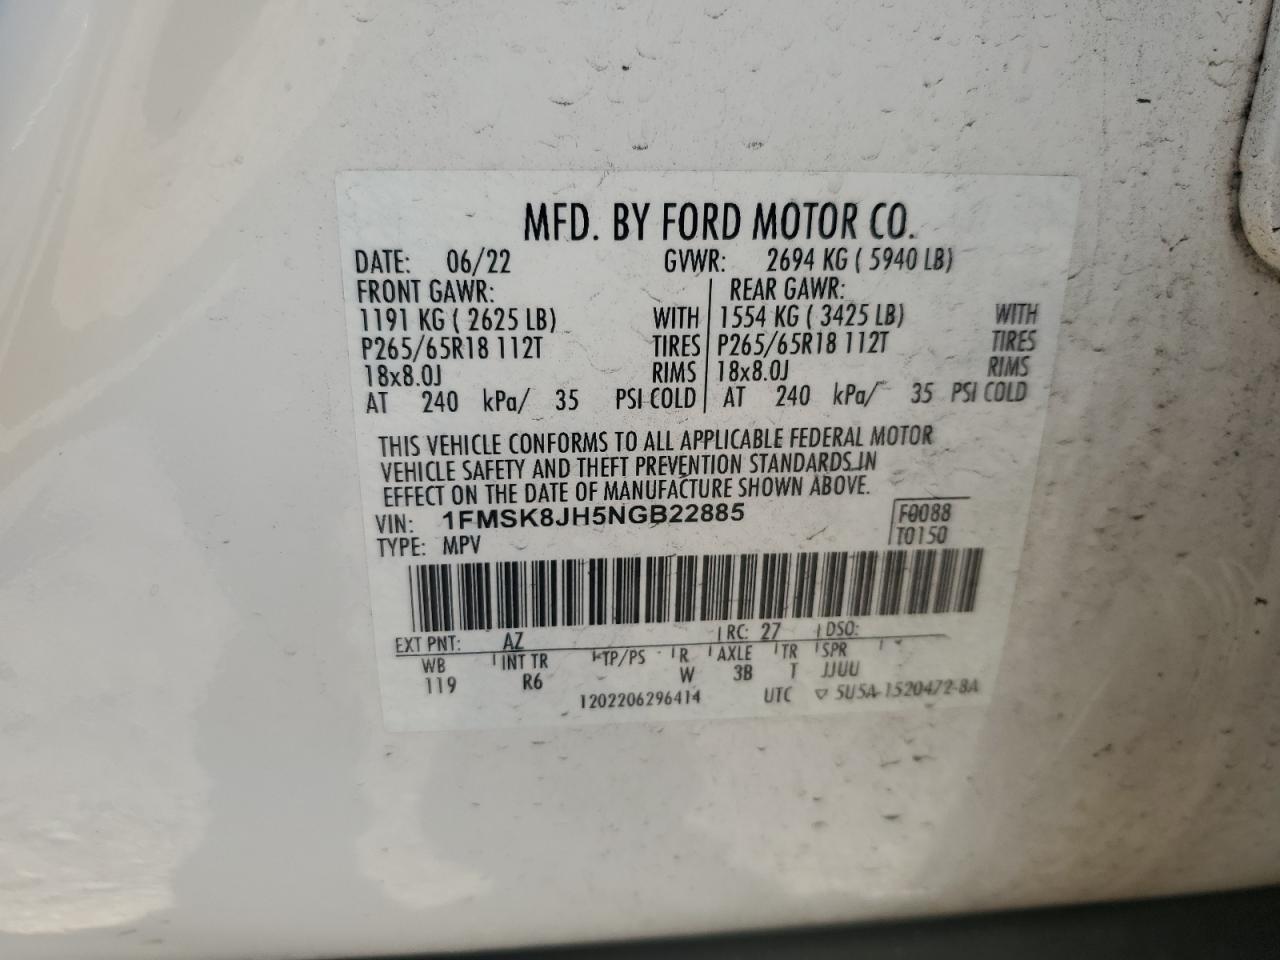 MFD. BY FORD MOTOR CO.
DATE: 06/22 GVWR: 2694 KG ( 5940 LB)
FRONT GAWR: REAR GAWR:
1191 KG ( 2625 LB) WITH 1554 KG ( 3425 LB) WITH
P265/65R18 112T TIRES P265/65R18 112T TIRES
18x8.0J RIMS 18x8.0J RIMS
AT 240 kPa/ 35 PSI COLD AT 240 kPa/ 35 PSI COLD
THIS VEHICLE CONFORMS TO ALL APPLICABLE FEDERAL MOTOR
VEHICLE SAFETY AND THEFT PREVENTION STANDARDS IN
EFFECT ON THE DATE OF MANUFACTURE SHOWN ABOVE.
VIN: 1FMSK8JH5NGB22885 F0088
TYPE: MPV T0150
EXT PNT: AZ RC: 27 DSO:
WB INT TR TP/PS R AXLE TR SPR
119 R6 W 3B T JJUU
1202206296414 UTC ▽ 5U5A-1520472-BA